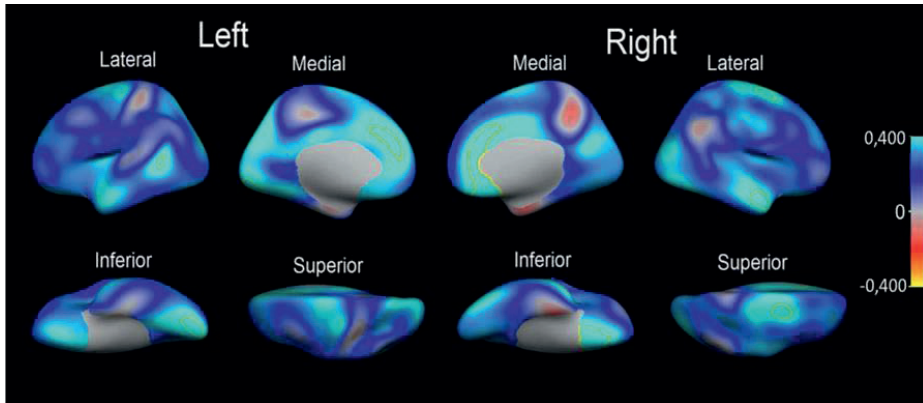 Left
Right
Lateral
Medial
Medial
Lateral
0,400
0
-0,400
Inferior
Superior
Inferior
Superior